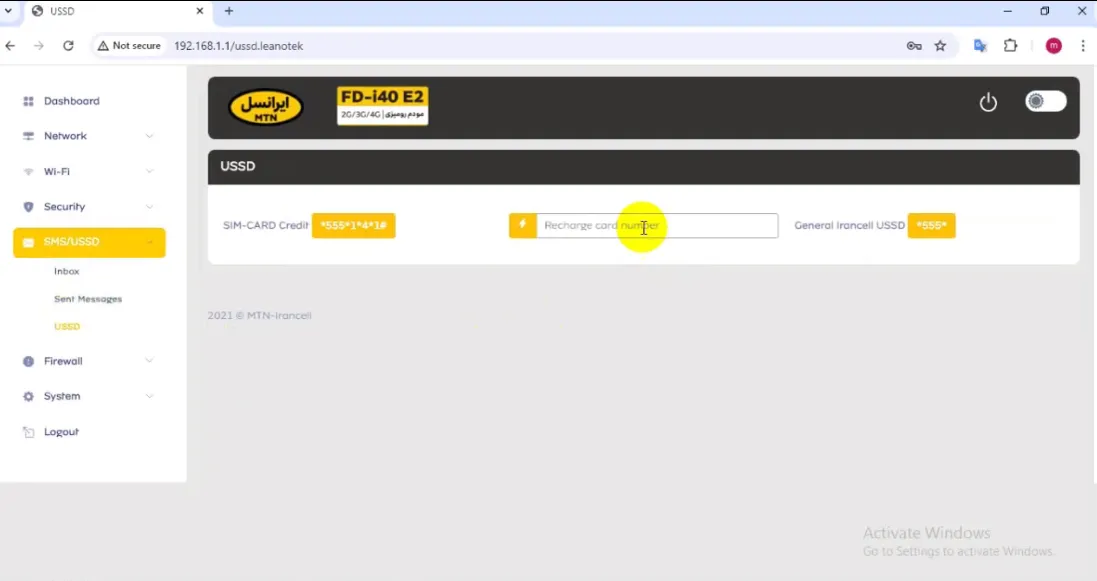 USSD
Not secure 192.168.1.1/ussd.leanotek
m
Dashboard
Network
Wi-Fi
Security
SMS/USSD
Inbox
Sent Messages
USSD
Firewall
System
Logout
ایرانسل
MTN
FD-i40 E2
2G/3G/4G | مودم رومیزی
USSD
SIM-CARD Credit *555*1*4*1#
Recharge card number
General Irancell USSD *555*
2021 © MTN-Irancell
Activate Windows
Go to Settings to activate Windows.